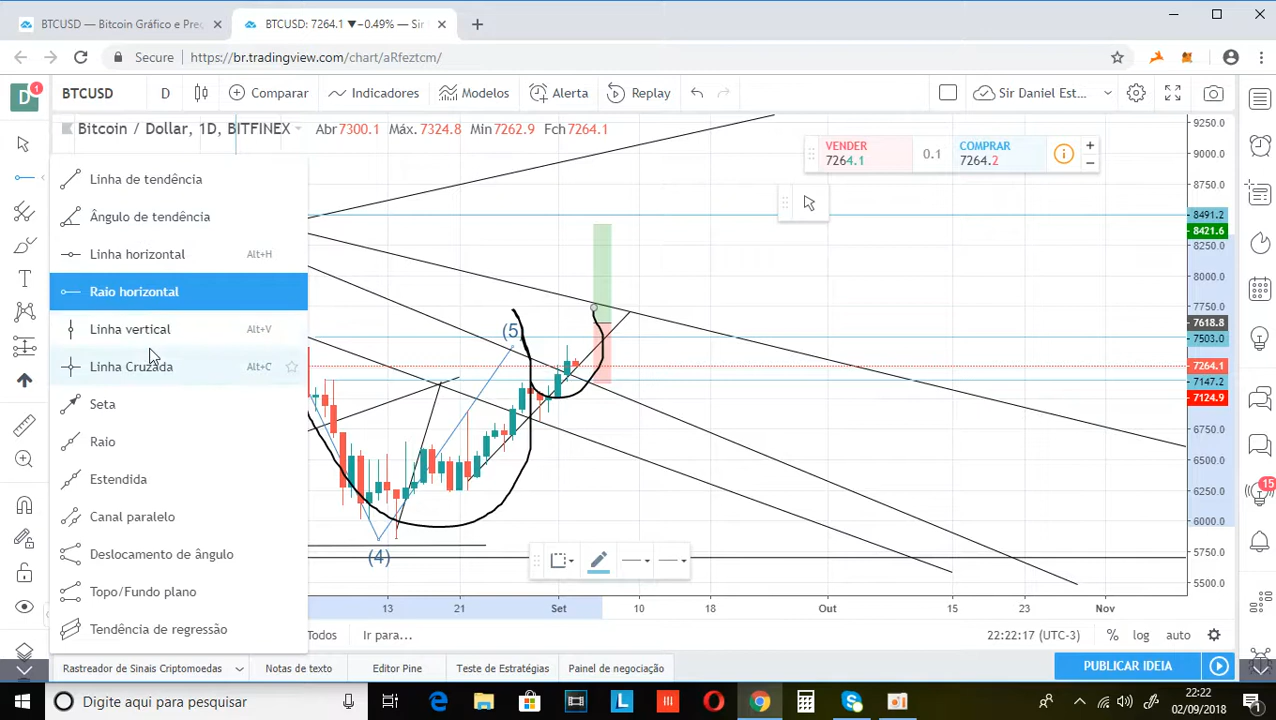 BTCUSD — Bitcoin Gráfico e Pre
BTCUSD: 7264.1 ▼−0.49% — Sir
Secure
https://br.tradingview.com/chart/aRfeztcm/
D
1
BTCUSD
D
Comparar
Indicadores
Modelos
Alerta
Replay
Sir Daniel Est...
Bitcoin / Dollar, 1D, BITFINEX
Abr7300.1 Máx.7324.8 Mín7262.9 Fch7264.1
VENDER
7264.1
0.1
COMPRAR
7264.2
Linha de tendência
Ângulo de tendência
Linha horizontal Alt+H
Raio horizontal
Linha vertical Alt+V
Linha Cruzada Alt+C
Seta
Raio
Estendida
Canal paralelo
Deslocamento de ângulo
Topo/Fundo plano
Tendência de regressão
(5)
(4)
9250.0
9000.0
8750.0
8491.2
8421.6
8250.0
8000.0
7750.0
7618.8
7503.0
7264.1
7147.2
7124.9
6750.0
6500.0
6250.0
6000.0
5750.0
5500.0
15
13 21 Set 10 18 Out 15 23 Nov
Todos
Ir para...
22:22:17 (UTC-3)
%
log
auto
Rastreador de Sinais Criptomoedas
Notas de texto
Editor Pine
Teste de Estratégias
Painel de negociação
PUBLICAR IDEIA
Digite aqui para pesquisar
22:22
02/09/2018
1